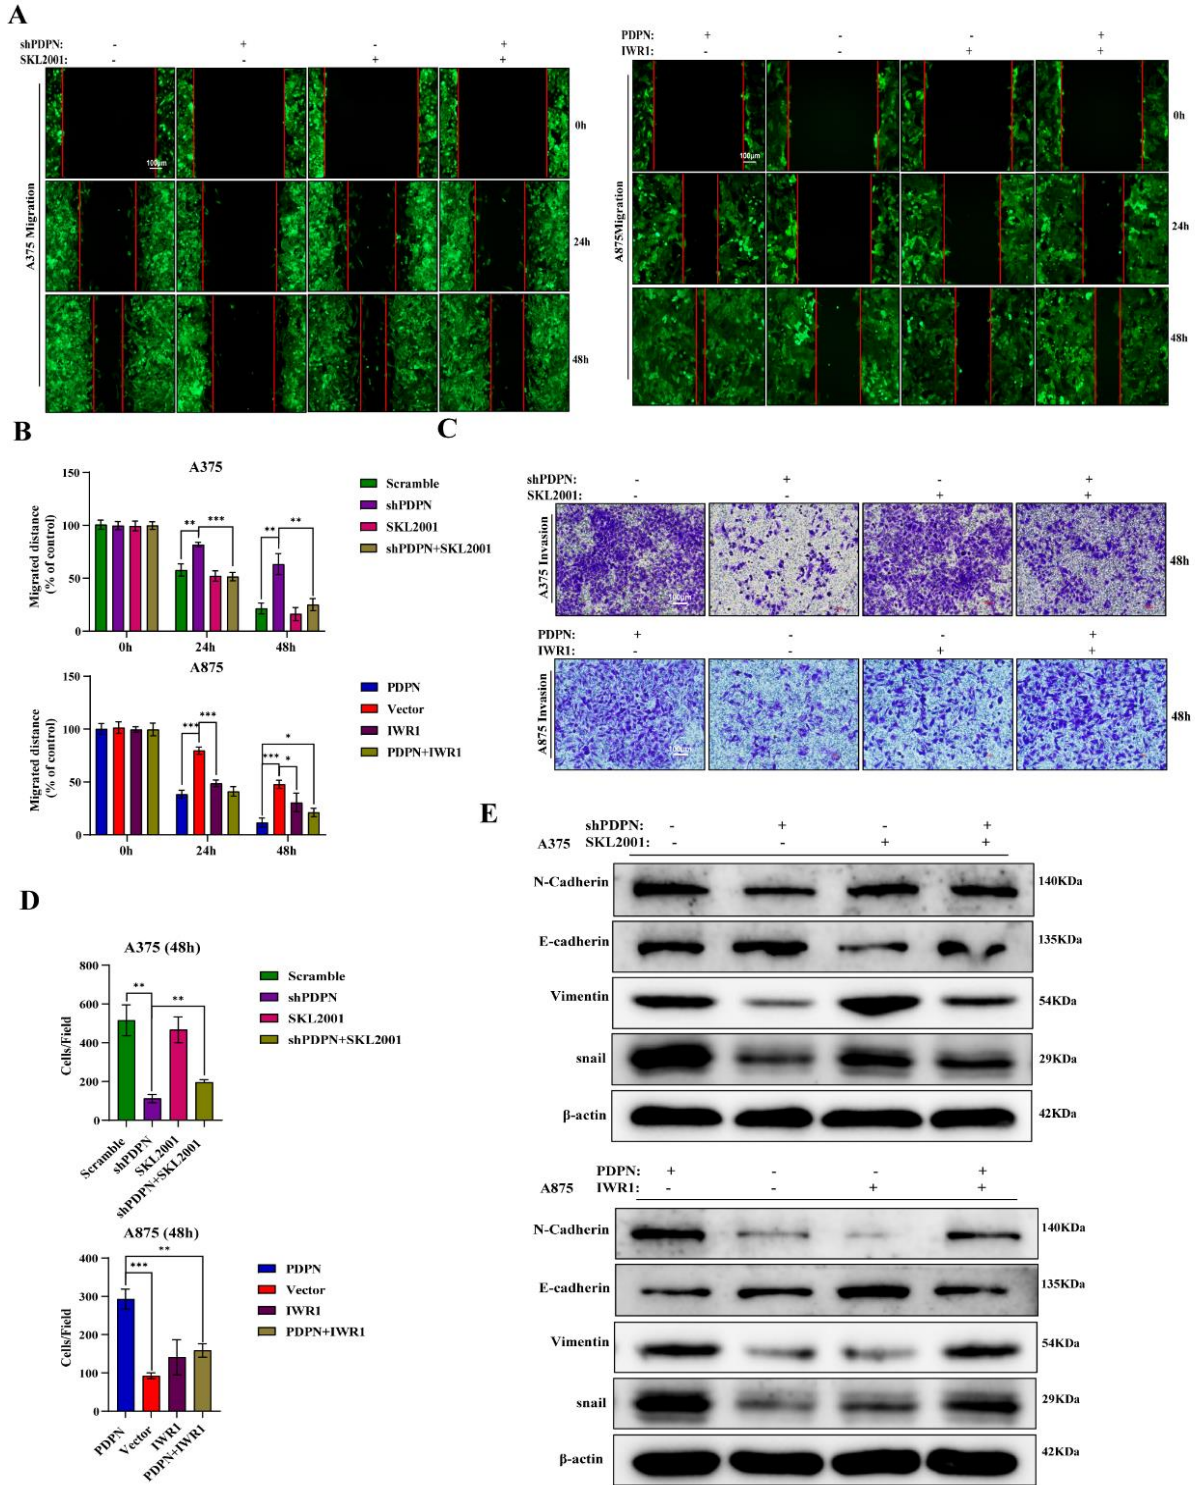 A
shPDPN: - + - +
SKL2001: - - + +
A375 Migration
100μm
0h
24h
48h
PDPN: + - - +
IWR1: - - + +
A875Migration
100μm
0h
24h
48h
B
A375
Migrated distance
(% of control)
150
100
50
0
** *** ** **
0h 24h 48h
Scramble
shPDPN
SKL2001
shPDPN+SKL2001
A875
Migrated distance
(% of control)
150
100
50
0
*** *** *** * *
0h 24h 48h
PDPN
Vector
IWR1
PDPN+IWR1
C
shPDPN: - + - +
SKL2001: - - + +
A375 Invasion
100μm
48h
PDPN: + - - +
IWR1: - - + +
A875 Invasion
100μm
48h
D
A375 (48h)
Cells/Field
800
600
400
200
0
** **
Scramble shPDPN SKL2001 shPDPN+SKL2001
Scramble
shPDPN
SKL2001
shPDPN+SKL2001
A875 (48h)
Cells/Field
400
300
200
100
0
*** **
PDPN Vector IWR1 PDPN+IWR1
PDPN
Vector
IWR1
PDPN+IWR1
E
shPDPN: - + - +
A375 SKL2001: - - + +
N-Cadherin 140KDa
E-cadherin 135KDa
Vimentin 54KDa
snail 29KDa
β-actin 42KDa
PDPN: + - - +
A875 IWR1: - - + +
N-Cadherin 140KDa
E-cadherin 135KDa
Vimentin 54KDa
snail 29KDa
β-actin 42KDa